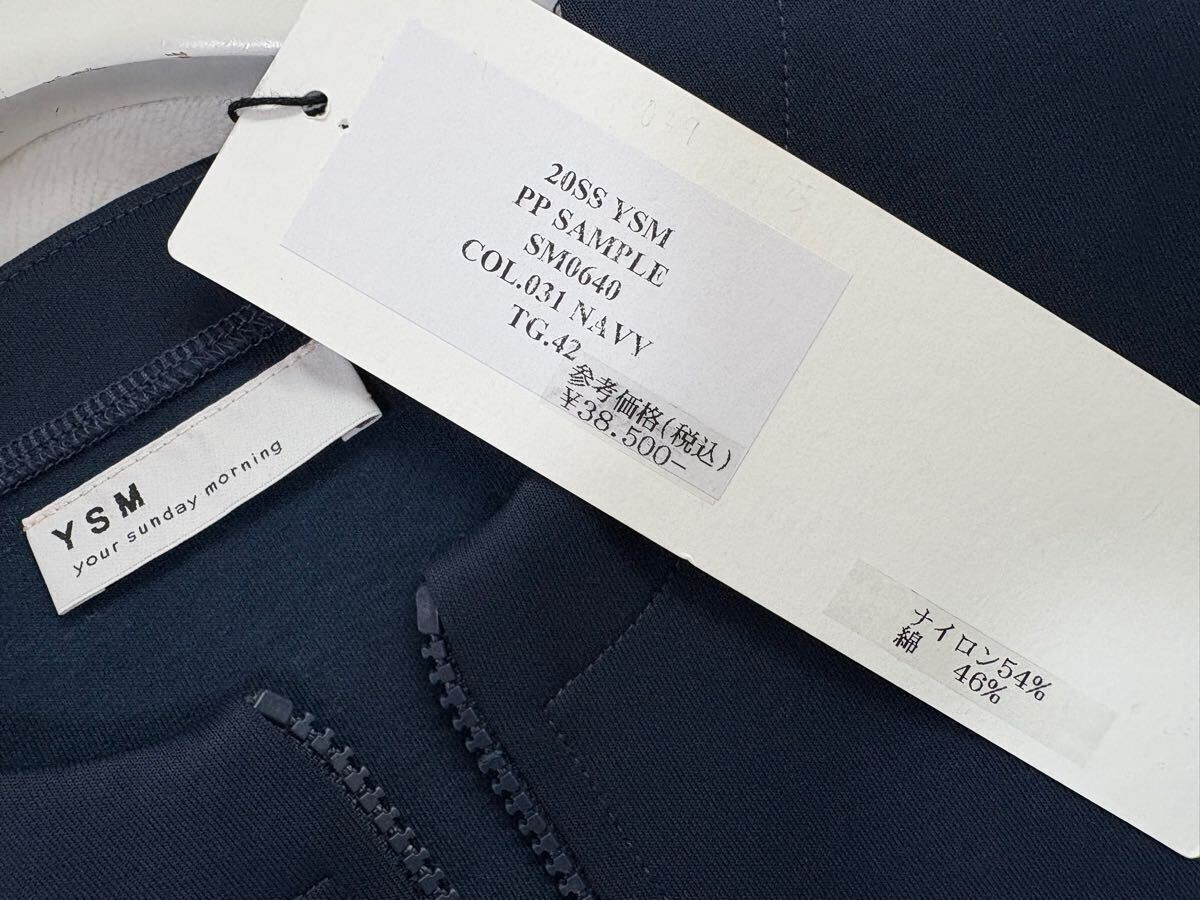 20SS YSM
PP SAMPLE
SM0640
COL.031 NAVY
TG.42
参考価格(税込)
¥38.500-
ナイロン54%
綿 46%
YSM
your sunday morning